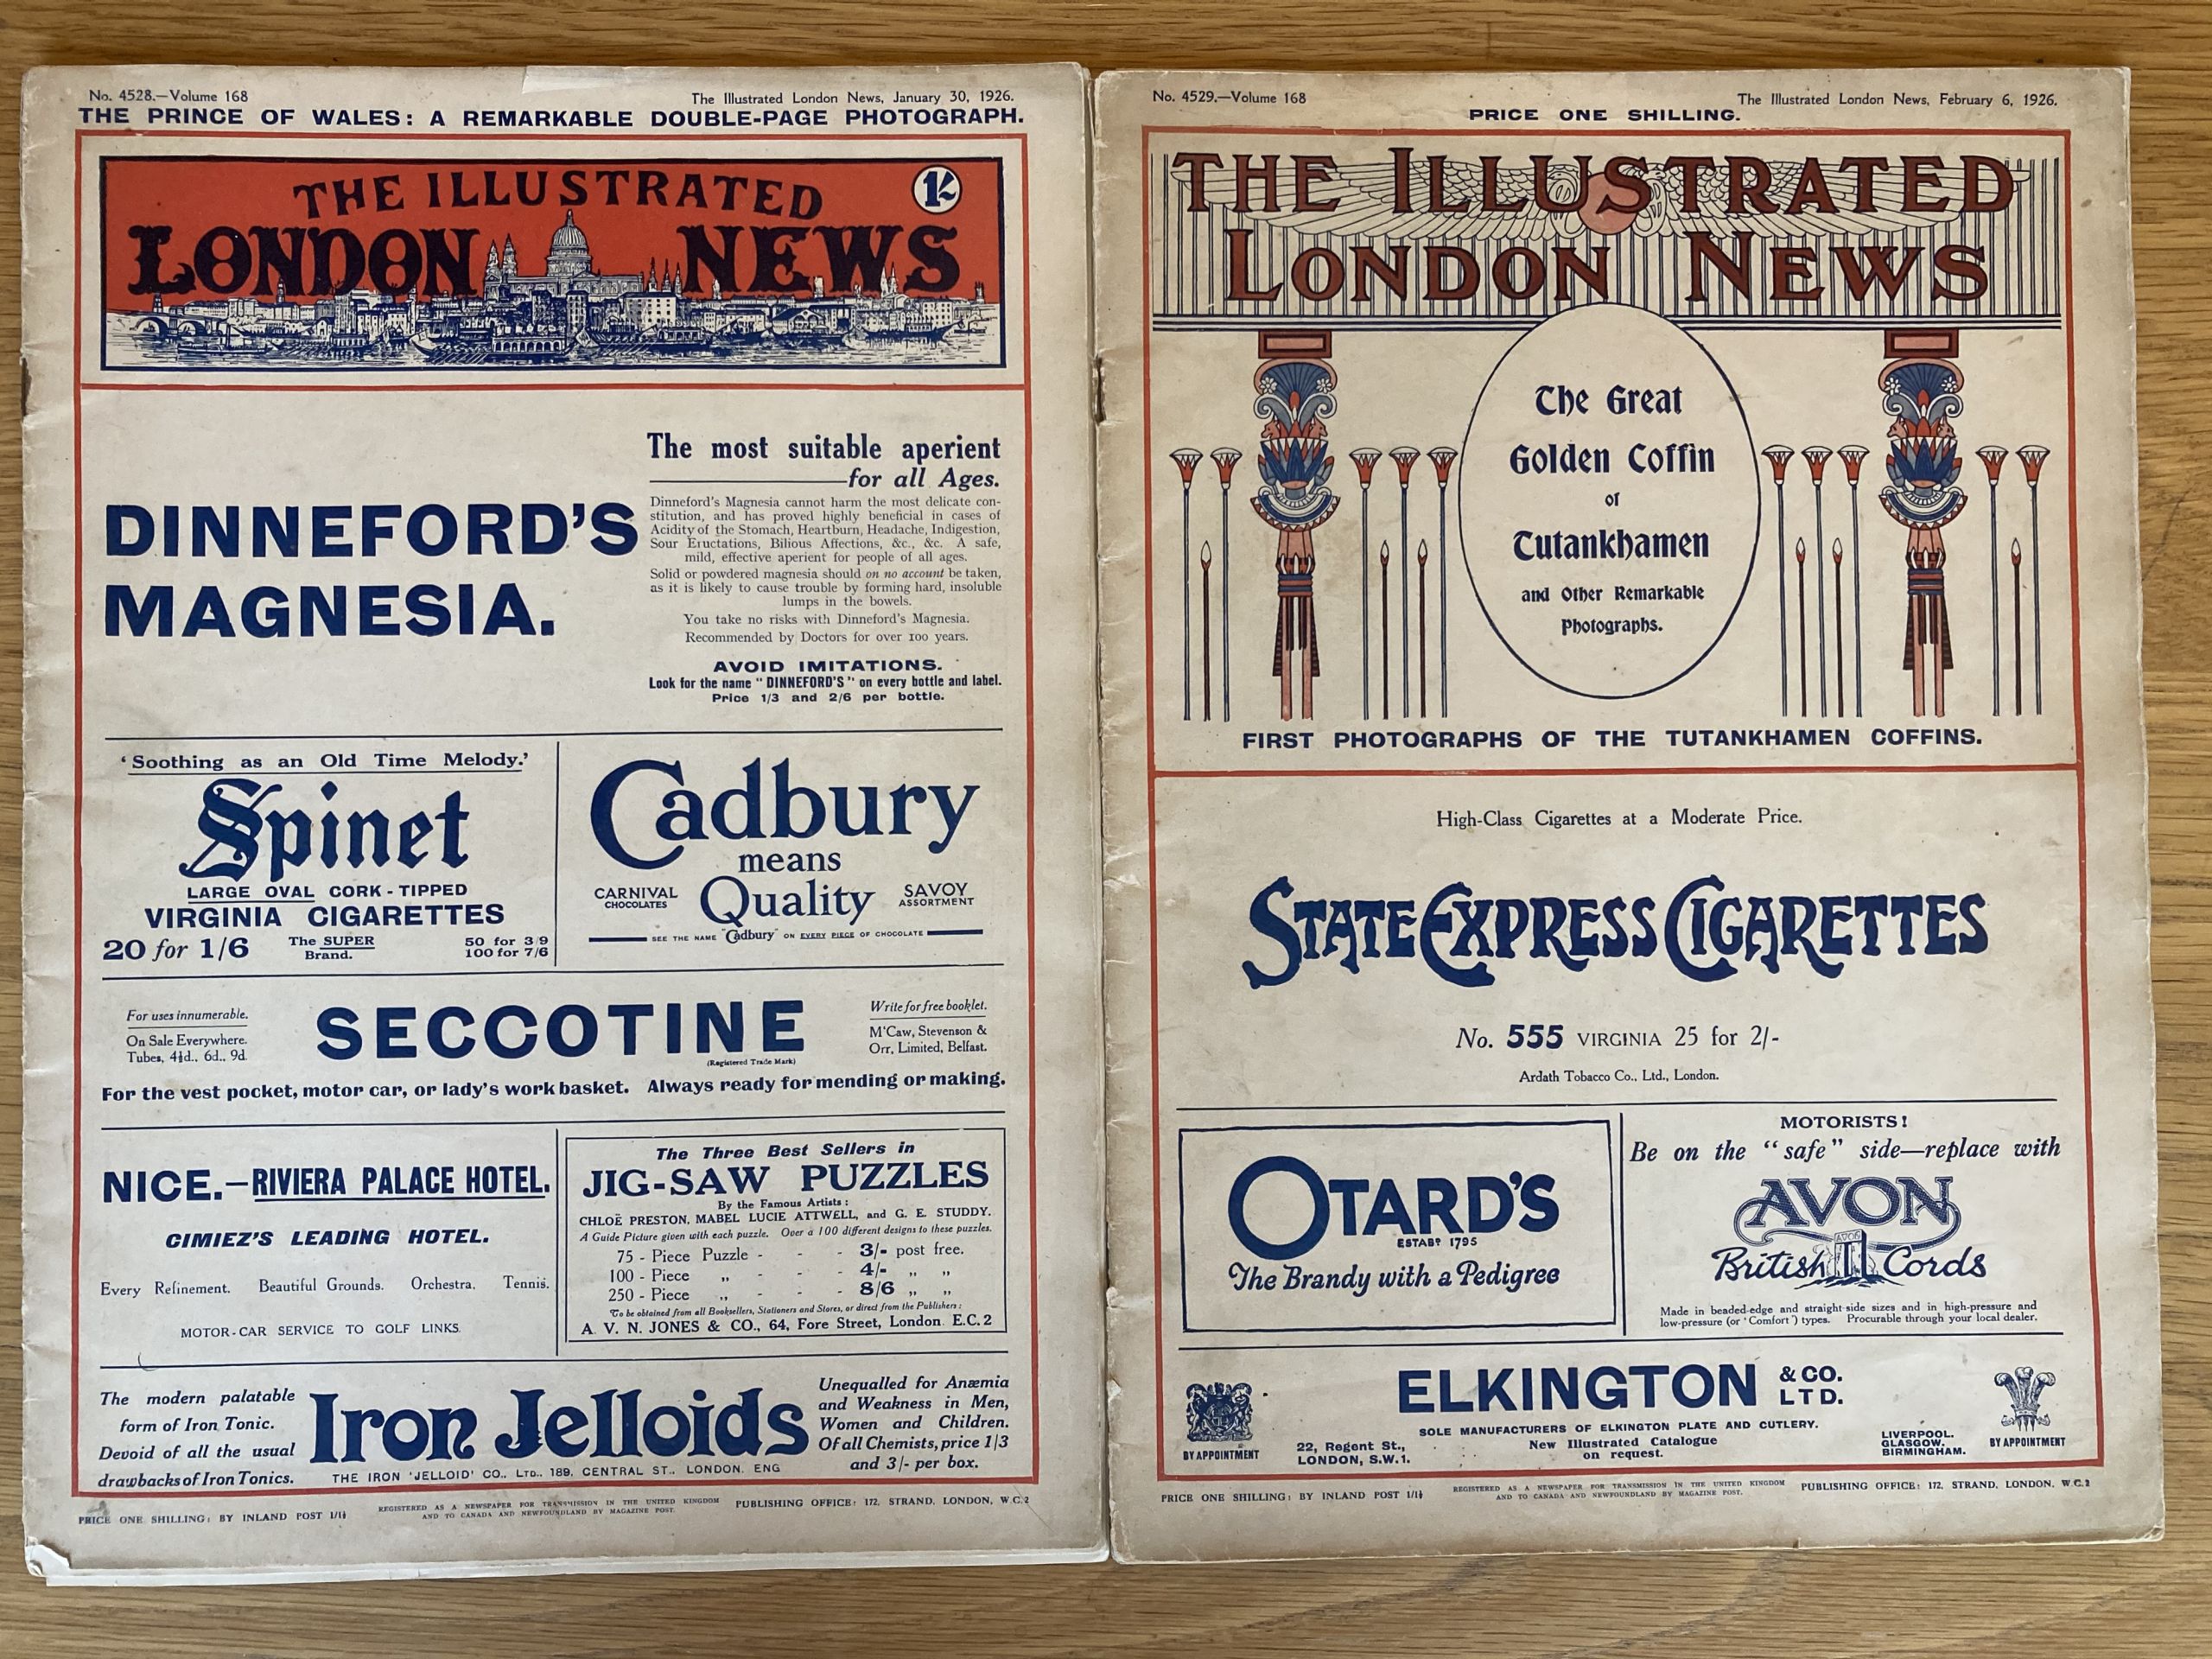 No. 4528.—Volume 168
The Illustrated London News, January 30, 1926.
THE PRINCE OF WALES: A REMARKABLE DOUBLE-PAGE PHOTOGRAPH.
THE ILLUSTRATED
LONDON NEWS
1/-
The most suitable aperient
for all Ages.
DINNEFORD'S
MAGNESIA.
Dinneford's Magnesia cannot harm the most delicate con-
stitution, and has proved highly beneficial in cases of
Acidity of the Stomach, Heartburn, Headache, Indigestion,
Sour Eructations, Bilious Affections, &c., &c. A safe,
mild, effective aperient for people of all ages.
Solid or powdered magnesia should on no account be taken,
as it is likely to cause trouble by forming hard, insoluble
lumps in the bowels.
You take no risks with Dinneford's Magnesia.
Recommended by Doctors for over 100 years.
AVOID IMITATIONS.
Look for the name "DINNEFORD'S" on every bottle and label.
Price 1/3 and 2/6 per bottle.
'Soothing as an Old Time Melody.'
Spinet
LARGE OVAL CORK-TIPPED
VIRGINIA CIGARETTES
20 for 1/6
The SUPER
Brand.
50 for 3/9
100 for 7/6
Cadbury
means
Quality
CARNIVAL
CHOCOLATES
SAVOY
ASSORTMENT
SEE THE NAME "Cadbury" ON EVERY PIECE OF CHOCOLATE
For uses innumerable.
On Sale Everywhere.
Tubes, 4½d., 6d., 9d.
SECCOTINE
(Registered Trade Mark)
Write for free booklet.
M'Caw, Stevenson &
Orr, Limited, Belfast.
For the vest pocket, motor car, or lady's work basket. Always ready for mending or making.
NICE.—RIVIERA PALACE HOTEL.
CIMIEZ'S LEADING HOTEL.
Every Refinement. Beautiful Grounds. Orchestra. Tennis.
MOTOR-CAR SERVICE TO GOLF LINKS.
The Three Best Sellers in
JIG-SAW PUZZLES
By the Famous Artists:
CHLOË PRESTON, MABEL LUCIE ATTWELL, and G. E. STUDDY.
A Guide Picture given with each puzzle. Over a 100 different designs to these puzzles.
75 - Piece Puzzle - - - 3/- post free.
100 - Piece ,, - - - 4/- ,, ,,
250 - Piece ,, - - - 8/6 ,, ,,
To be obtained from all Booksellers, Stationers and Stores, or direct from the Publishers:
A. V. N. JONES & CO., 64, Fore Street, London E.C.2
The modern palatable
form of Iron Tonic.
Devoid of all the usual
drawbacks of Iron Tonics.
Iron Jelloids
THE IRON 'JELLOID' CO., LTD., 189, CENTRAL ST., LONDON, ENG
Unequalled for Anæmia
and Weakness in Men,
Women and Children.
Of all Chemists, price 1/3
and 3/- per box.
PRICE ONE SHILLING: BY INLAND POST 1/1½
REGISTERED AS A NEWSPAPER FOR TRANSMISSION IN THE UNITED KINGDOM
AND TO CANADA AND NEWFOUNDLAND BY MAGAZINE POST.
PUBLISHING OFFICE: 172, STRAND, LONDON, W.C.2
No. 4529.—Volume 168
The Illustrated London News, February 6, 1926.
PRICE ONE SHILLING.
THE ILLUSTRATED
LONDON NEWS
The Great
Golden Coffin
of
Tutankhamen
and Other Remarkable
Photographs.
FIRST PHOTOGRAPHS OF THE TUTANKHAMEN COFFINS.
High-Class Cigarettes at a Moderate Price.
STATE EXPRESS CIGARETTES
No. 555 VIRGINIA 25 for 2/-
Ardath Tobacco Co., Ltd., London.
OTARD'S
ESTABD 1795
The Brandy with a Pedigree
MOTORISTS!
Be on the "safe" side—replace with
AVON
AVON
British Cords
Made in beaded-edge and straight-side sizes and in high-pressure and
low-pressure (or 'Comfort') types. Procurable through your local dealer.
ELKINGTON & CO.
LTD.
SOLE MANUFACTURERS OF ELKINGTON PLATE AND CUTLERY.
BY APPOINTMENT
22, Regent St.,
LONDON, S.W.1.
New Illustrated Catalogue
on request.
LIVERPOOL.
GLASGOW.
BIRMINGHAM.
BY APPOINTMENT
PRICE ONE SHILLING: BY INLAND POST 1/1½
REGISTERED AS A NEWSPAPER FOR TRANSMISSION IN THE UNITED KINGDOM
AND TO CANADA AND NEWFOUNDLAND BY MAGAZINE POST.
PUBLISHING OFFICE: 172, STRAND, LONDON, W.C.2